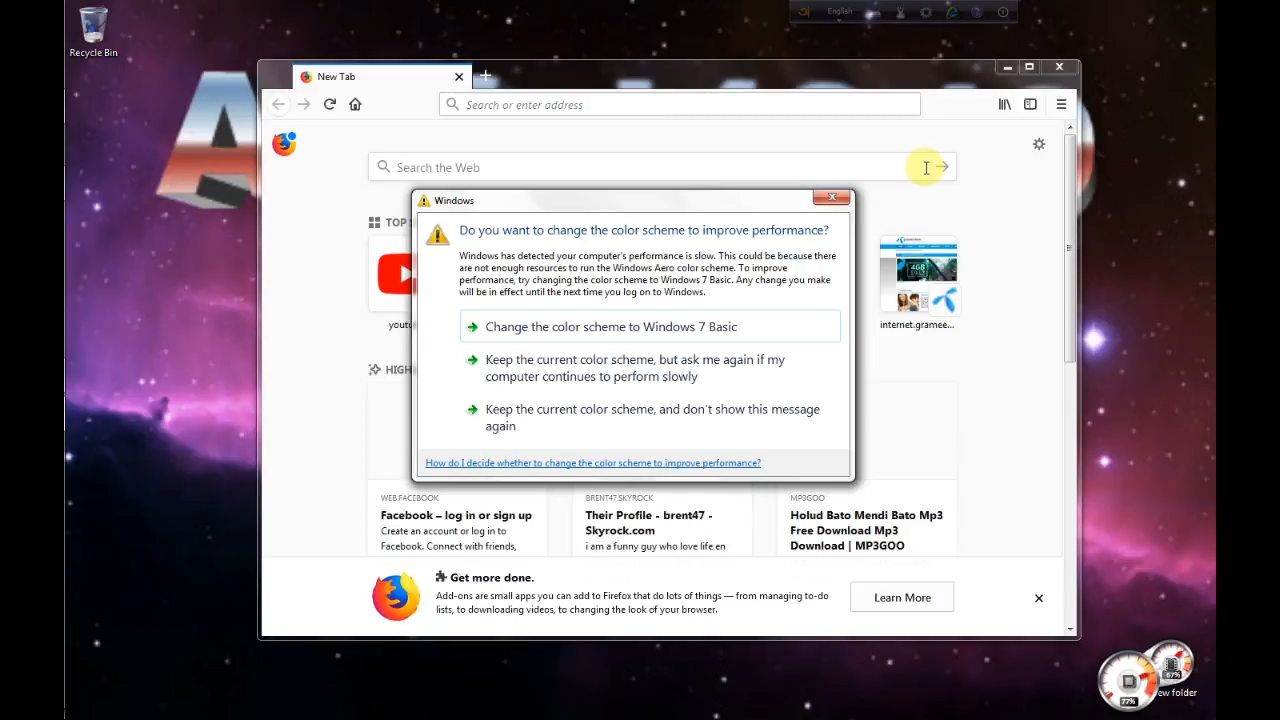 Recycle Bin
English
New Tab
Search or enter address
Search the Web
Windows
Do you want to change the color scheme to improve performance?
Windows has detected your computer's performance is slow. This could be because
there are not enough resources to run the Windows Aero color scheme. To improve
performance, try changing the color scheme to Windows 7 Basic. Any change you make
will be in effect until the next time you log on to Windows.
Change the color scheme to Windows 7 Basic
Keep the current color scheme, but ask me again if my
computer continues to perform slowly
Keep the current color scheme, and don't show this message
again
How do I decide whether to change the color scheme to improve performance?
TOP
internet.gramee...
WEB.FACEBOOK
Facebook – log in or sign up
Create an account or log in to
Facebook. Connect with friends,
BRENT47.SKYROCK
Their Profile - brent47 -
Skyrock.com
i am a funny guy who love life en
MP3GOO
Holud Bato Mendi Bato Mp3
Free Download Mp3
Download | MP3GOO
Get more done.
Add-ons are small apps you can add to Firefox that do lots of things — from managing to-do
lists, to downloading videos, to changing the look of your browser.
Learn More
87%
77%